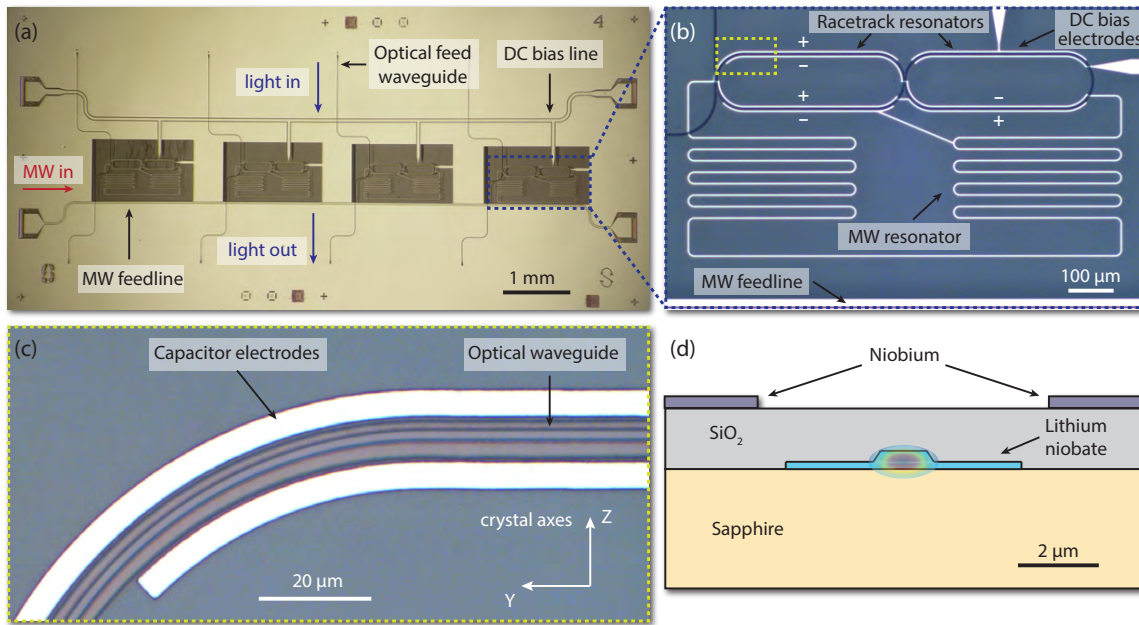 (a)
4
Optical feed
waveguide
DC bias line
light in
MW in
light out
MW feedline
1 mm
S
S
(b)
Racetrack resonators
DC bias
electrodes
+
−
+
−
−
+
MW resonator
MW feedline
100 µm
(c)
Capacitor electrodes
Optical waveguide
crystal axes
Z
Y
20 µm
(d)
Niobium
SiO₂
Lithium
niobate
Sapphire
2 µm